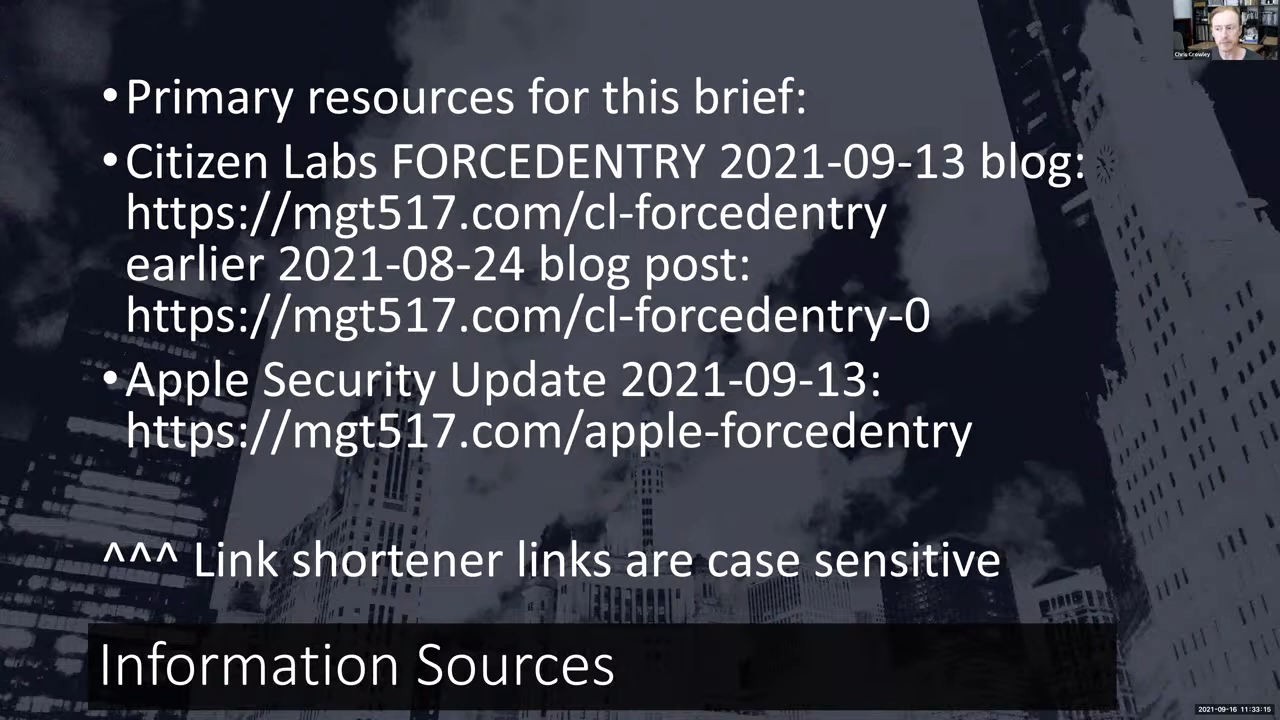 Chris Crowley
• Primary resources for this brief:
• Citizen Labs FORCEDENTRY 2021-09-13 blog:
https://mgt517.com/cl-forcedentry
earlier 2021-08-24 blog post:
https://mgt517.com/cl-forcedentry-0
• Apple Security Update 2021-09-13:
https://mgt517.com/apple-forcedentry
^^^ Link shortener links are case sensitive
Information Sources
2021-09-16 11:33:15